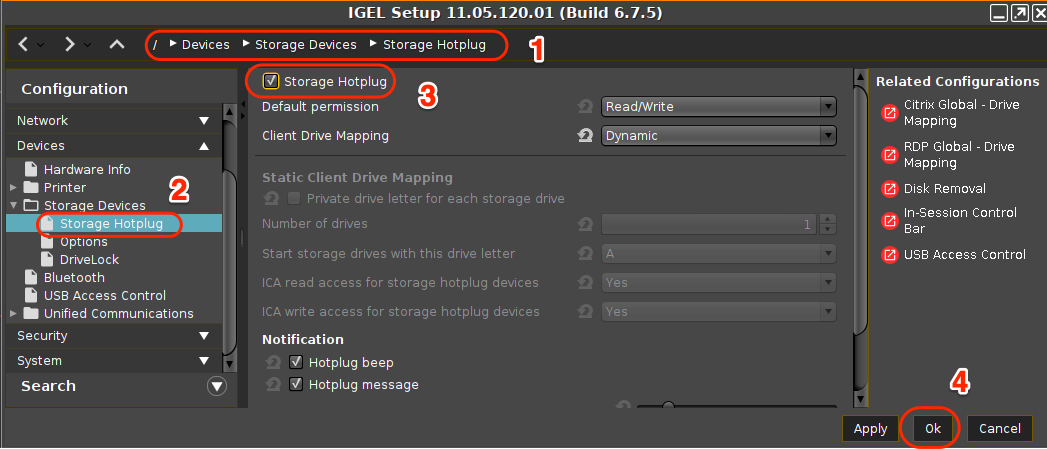 IGEL Setup 11.05.120.01 (Build 6.7.5)
/ Devices Storage Devices Storage Hotplug
1
Configuration
Network
Devices
Hardware Info
Printer
2
Storage Devices
Storage Hotplug
Options
DriveLock
Bluetooth
USB Access Control
Unified Communications
Security
System
Search
Storage Hotplug
3
Default permission Read/Write
Client Drive Mapping Dynamic
Static Client Drive Mapping
Private drive letter for each storage drive
Number of drives 1
Start storage drives with this drive letter A
ICA read access for storage hotplug devices Yes
ICA write access for storage hotplug devices Yes
Notification
Hotplug beep
Hotplug message
Related Configurations
Citrix Global - Drive
Mapping
RDP Global - Drive
Mapping
Disk Removal
In-Session Control
Bar
USB Access Control
4
Apply Ok Cancel